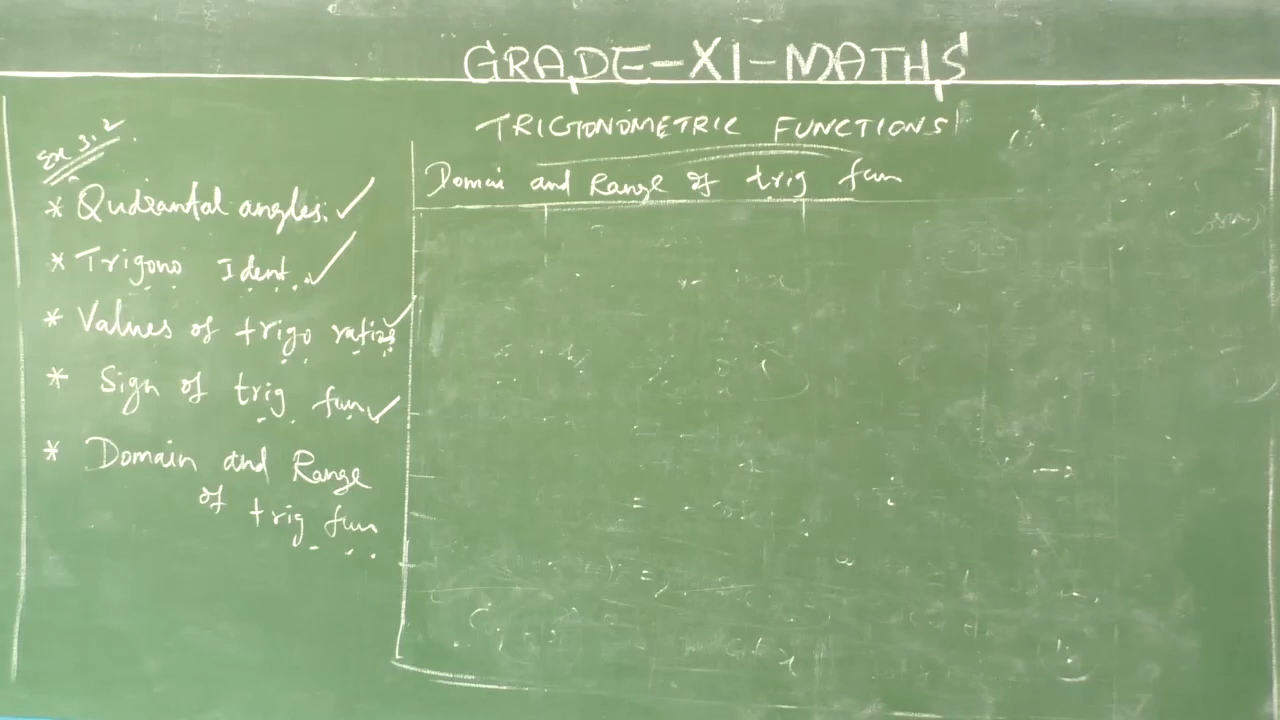 GRADE-XI-MATHS
TRIGONOMETRIC FUNCTIONS
Ex 3.2
* Qudrantal angles. ✓
* Trigono Ident... ✓
* Values of trigo ratios ✓
* Sign of trig fun ✓
* Domain and Range
of trig fun...
Domain and Range of trig fun